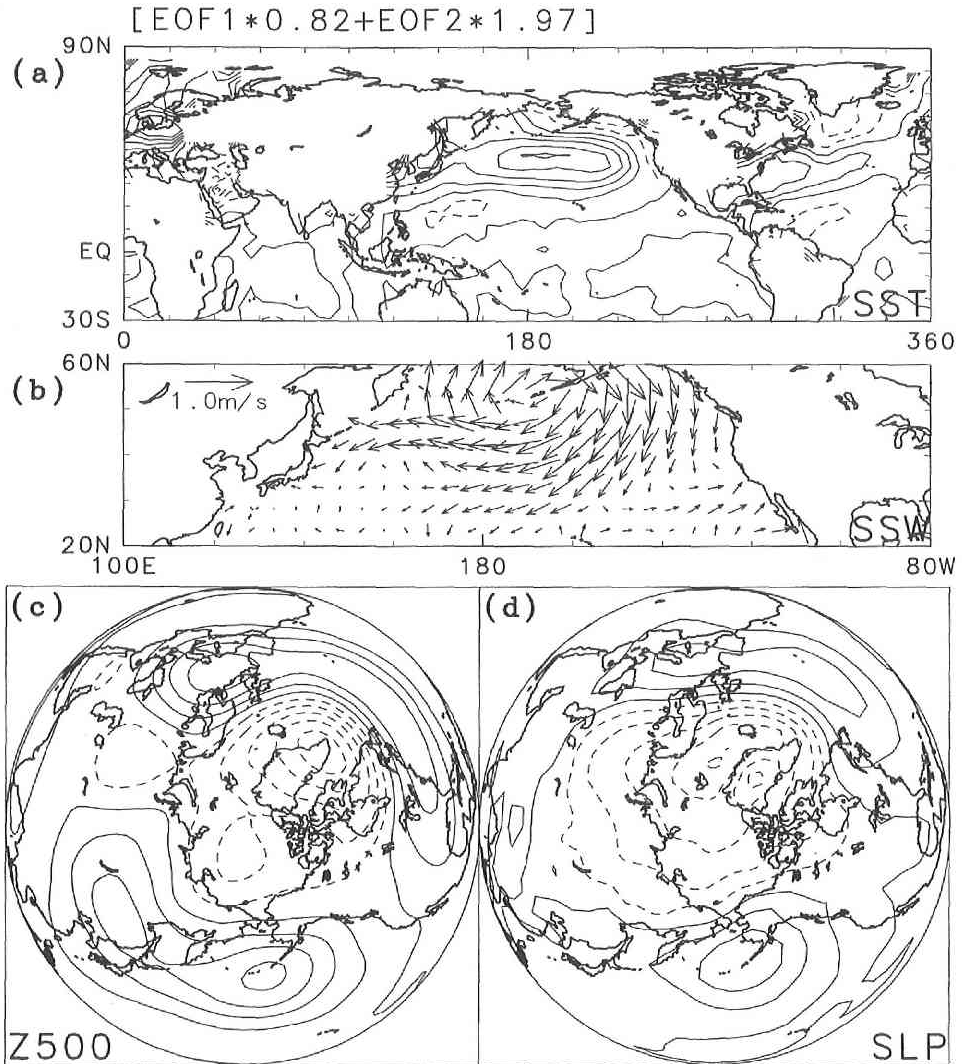 [EOF1*0.82+EOF2*1.97]
(a)
90N
EQ
30S
0
180
360
SST
(b)
60N
20N
1.0m/s
100E
180
80W
SSW
(c)
Z500
(d)
SLP